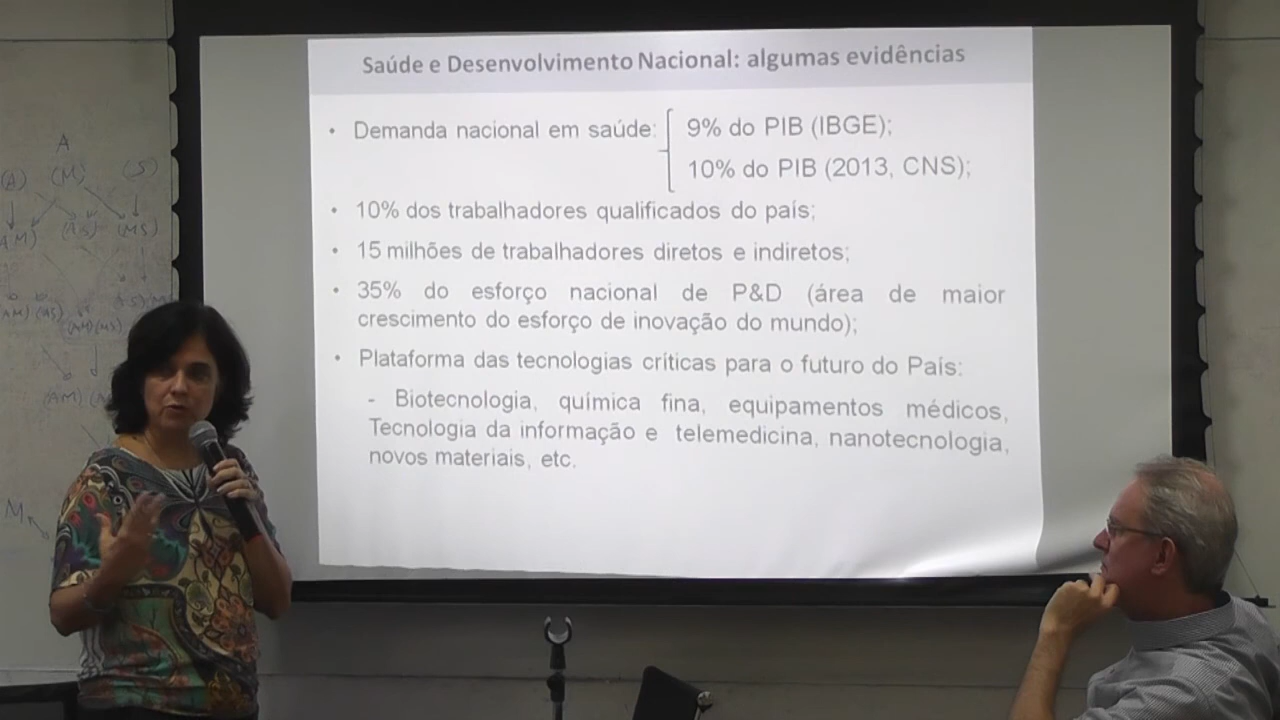 Saúde e Desenvolvimento Nacional: algumas evidências
• Demanda nacional em saúde:
9% do PIB (IBGE);
10% do PIB (2013, CNS);
• 10% dos trabalhadores qualificados do país;
• 15 milhões de trabalhadores diretos e indiretos;
• 35% do esforço nacional de P&D (área de maior
crescimento do esforço de inovação do mundo);
• Plataforma das tecnologias críticas para o futuro do País:
- Biotecnologia, química fina, equipamentos médicos,
Tecnologia da informação e telemedicina, nanotecnologia,
novos materiais, etc.
A
(A) (M) (S)
(AM) (AS) (MS)
M